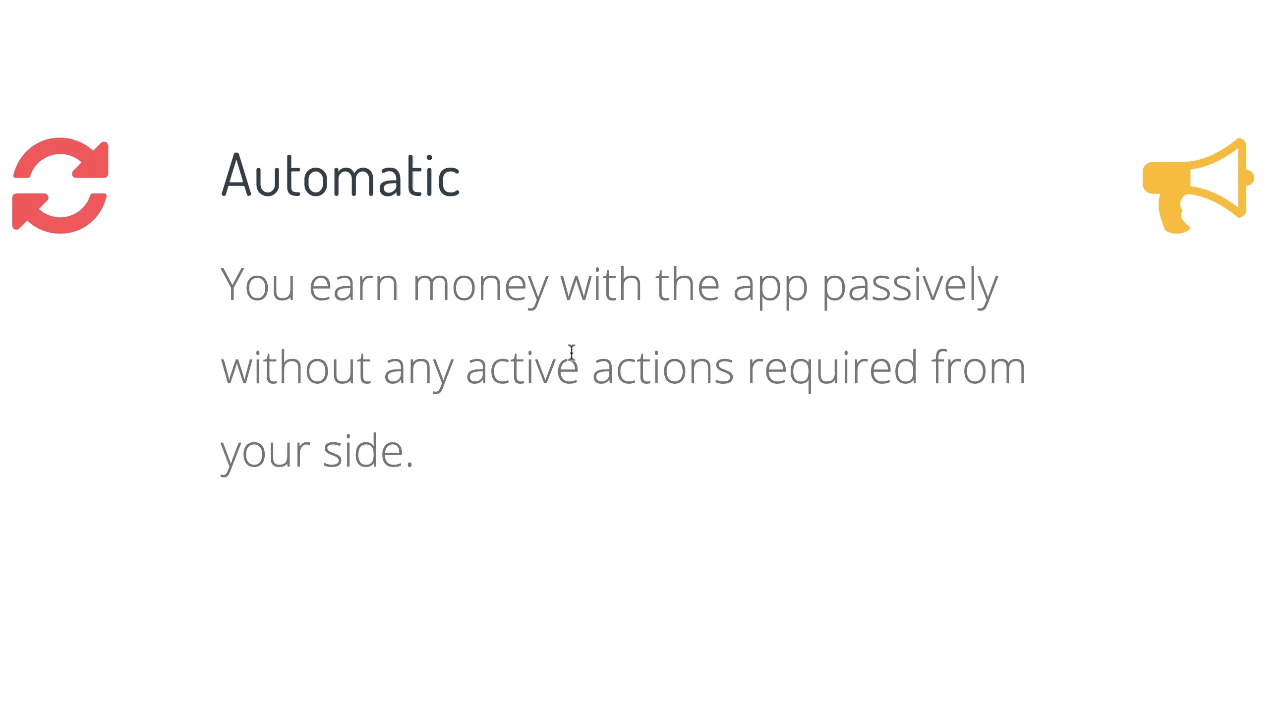 Automatic
You earn money with the app passively
without any active actions required from
your side.